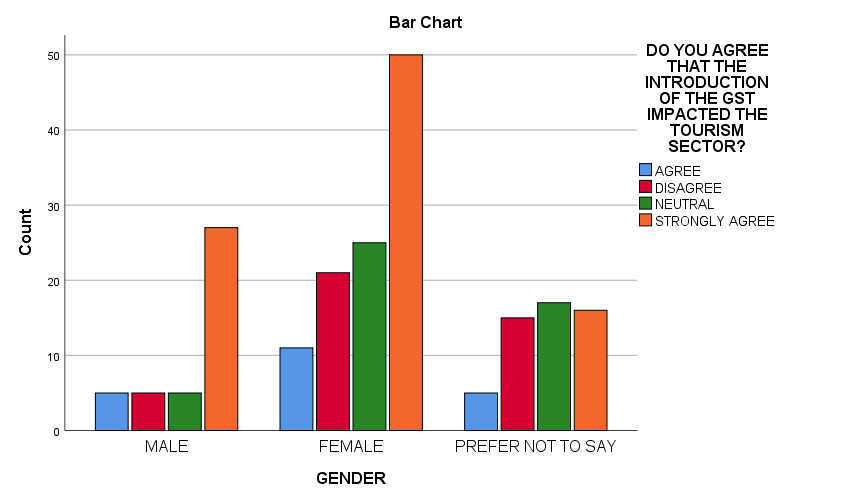 Bar Chart
50
40
30
20
10
0
Count
MALE
FEMALE
PREFER NOT TO SAY
GENDER
DO YOU AGREE
THAT THE
INTRODUCTION
OF THE GST
IMPACTED THE
TOURISM
SECTOR?
AGREE
DISAGREE
NEUTRAL
STRONGLY AGREE